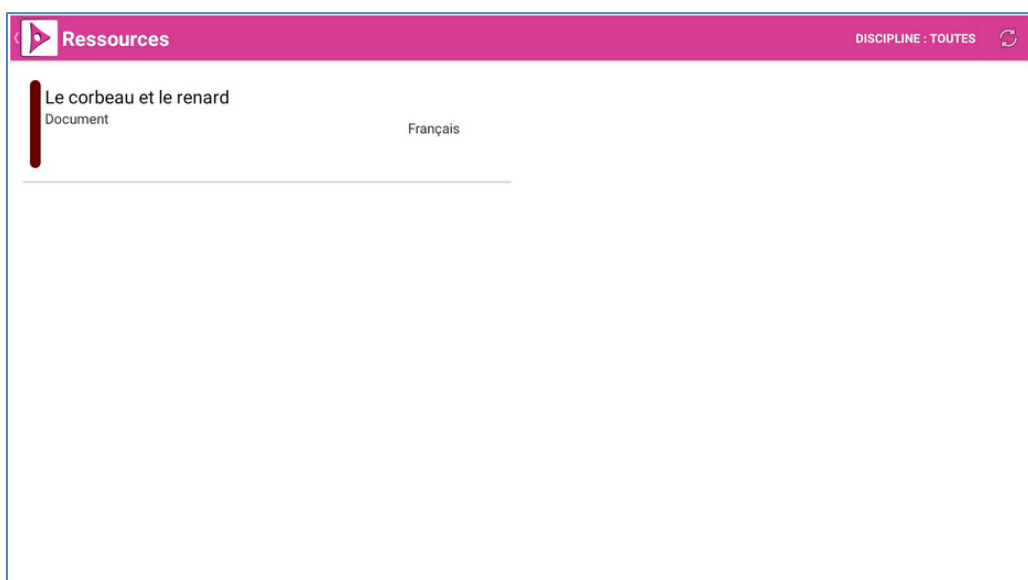 Ressources
DISCIPLINE : TOUTES
Le corbeau et le renard
Document
Français